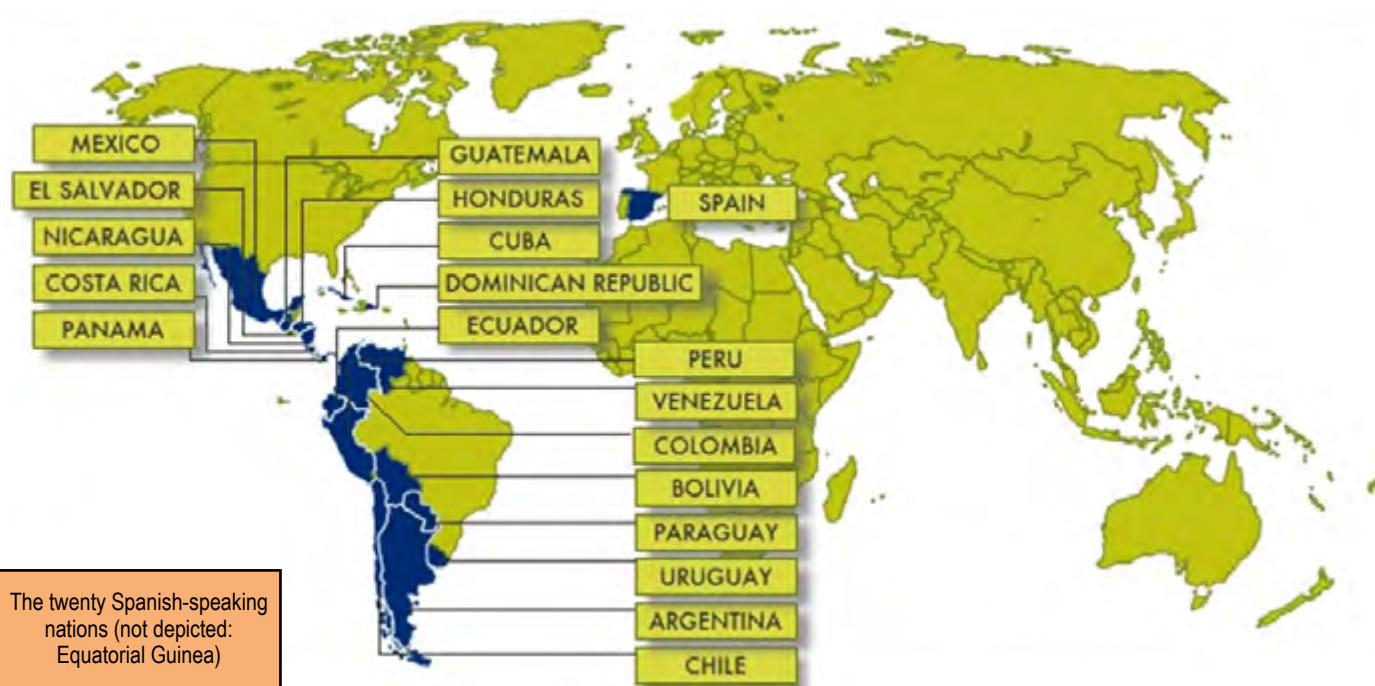 MEXICO
EL SALVADOR
NICARAGUA
COSTA RICA
PANAMA
GUATEMALA
HONDURAS
CUBA
DOMINICAN REPUBLIC
ECUADOR
SPAIN
PERU
VENEZUELA
COLOMBIA
BOLIVIA
PARAGUAY
URUGUAY
ARGENTINA
CHILE
The twenty Spanish-speaking
nations (not depicted:
Equatorial Guinea)